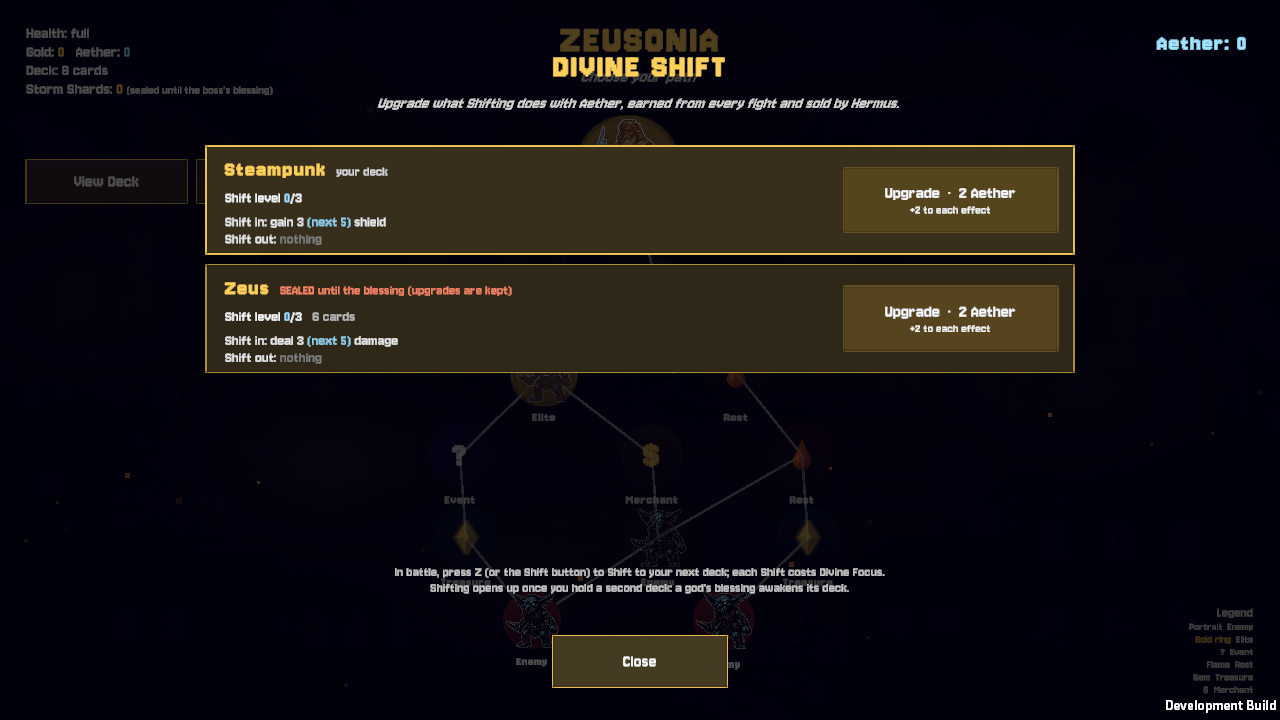 Health: full
Gold: 0 Aether: 0
Deck: 8 cards
Storm Shards: 0 (sealed until the boss's blessing)
ZEUSONIA
DIVINE SHIFT
choose your path
Aether: 0
Upgrade what Shifting does with Aether, earned from every fight and sold by Hermus.
View Deck
Steampunk your deck
Shift level 0/3
Shift in: gain 3 (next 5) shield
Shift out: nothing
Upgrade · 2 Aether
+2 to each effect
Zeus SEALED until the blessing (upgrades are kept)
Shift level 0/3 6 cards
Shift in: deal 3 (next 5) damage
Shift out: nothing
Upgrade · 2 Aether
+2 to each effect
Elite
Rest
?
$
Event
Merchant
Rest
In battle, press Z (or the Shift button) to Shift to your next deck; each Shift costs Divine Focus.
Treasure
Enemy
Treasure
Shifting opens up once you hold a second deck: a god's blessing awakens its deck.
Enemy
Close
Legend
Portrait Enemy
Gold ring Elite
? Event
Flame Rest
Gem Treasure
$ Merchant
Development Build